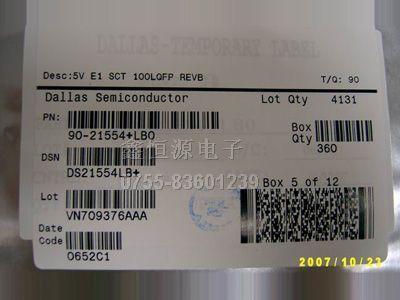 DALLAS-TEMPORARY LABEL
Desc:5V E1 SCT 100LQFP REVB T/Q: 90
Dallas Semiconductor Lot Qty 4131
PN:
90-21554+LB0 Box Qty 360
DSN
DS21554LB+
鑫恒源电子
0755-83601239
Lot Box 5 of 12
VN709376AAA
Date Code
0652C1
2007/10/23